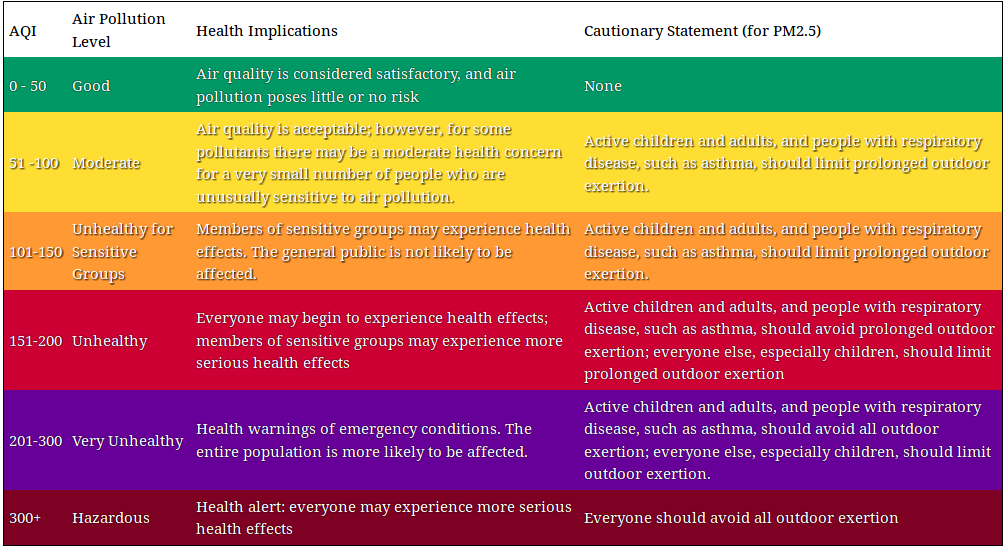 AQI
Air Pollution
Level
Health Implications
Cautionary Statement (for PM2.5)
0 - 50
Good
Air quality is considered satisfactory, and air
pollution poses little or no risk
None
51 -100
Moderate
Air quality is acceptable; however, for some
pollutants there may be a moderate health concern
for a very small number of people who are
unusually sensitive to air pollution.
Active children and adults, and people with respiratory
disease, such as asthma, should limit prolonged outdoor
exertion.
101-150
Unhealthy for
Sensitive
Groups
Members of sensitive groups may experience health
effects. The general public is not likely to be
affected.
Active children and adults, and people with respiratory
disease, such as asthma, should limit prolonged outdoor
exertion.
151-200
Unhealthy
Everyone may begin to experience health effects;
members of sensitive groups may experience more
serious health effects
Active children and adults, and people with respiratory
disease, such as asthma, should avoid prolonged outdoor
exertion; everyone else, especially children, should limit
prolonged outdoor exertion
201-300
Very Unhealthy
Health warnings of emergency conditions. The
entire population is more likely to be affected.
Active children and adults, and people with respiratory
disease, such as asthma, should avoid all outdoor
exertion; everyone else, especially children, should limit
outdoor exertion.
300+
Hazardous
Health alert: everyone may experience more serious
health effects
Everyone should avoid all outdoor exertion